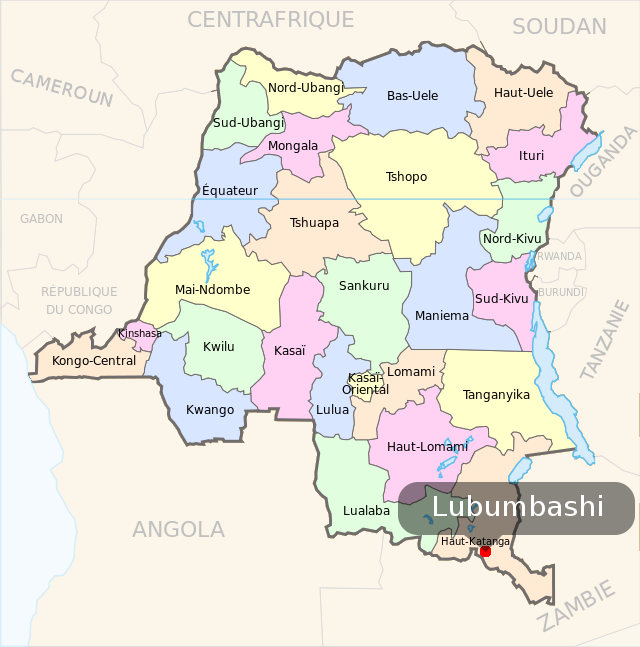 CENTRAFRIQUE
SOUDAN
CAMEROUN
Nord-Ubangi
Bas-Uele
Haut-Uele
Sud-Ubangi
Mongala
Ituri
OUGANDA
Équateur
Tshopo
GABON
Tshuapa
Nord-Kivu
RWANDA
Sankuru
Mai-Ndombe
RÉPUBLIQUE
DU CONGO
BURUNDI
Sud-Kivu
Maniema
Kinshasa
TANZANIE
Kwilu
Kasaï
Kongo-Central
Lomami
Kasaï-
Oriental
Tanganyika
Kwango
Lulua
Haut-Lomami
Lualaba
Lubumbashi
ANGOLA
Haut-Katanga
ZAMBIE